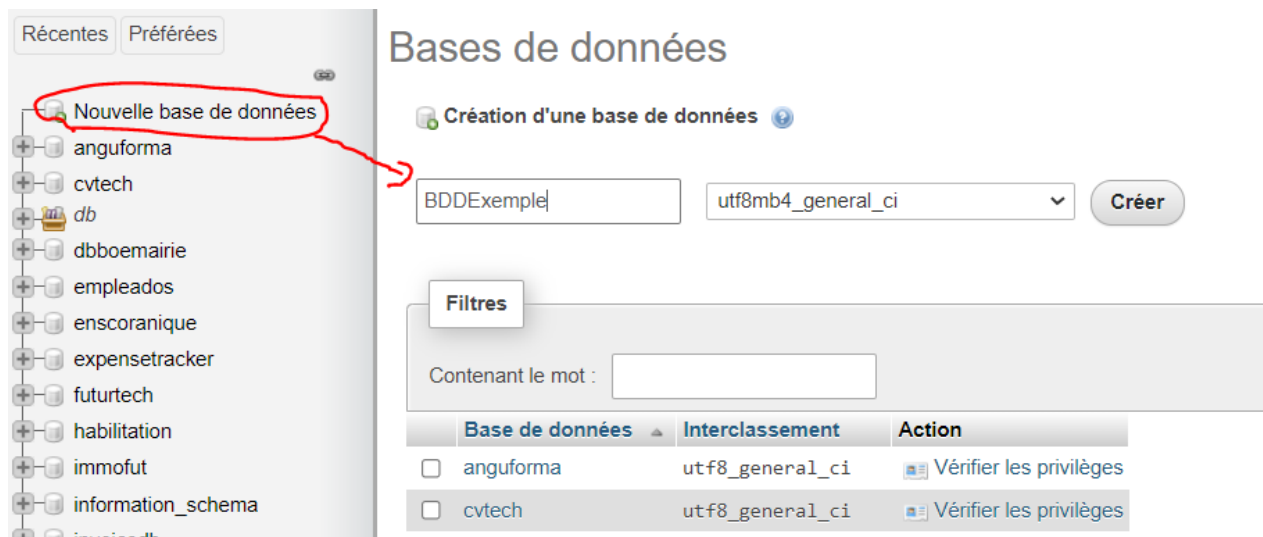 Récentes Préférées
Nouvelle base de données
anguforma
cvtech
db
dbboemairie
empleados
enscoranique
expensetracker
futurtech
habilitation
immofut
information_schema
Bases de données
Création d'une base de données
BDDExemple utf8mb4_general_ci Créer
Filtres
Contenant le mot :
Base de données Interclassement Action
anguforma utf8_general_ci Vérifier les privilèges
cvtech utf8_general_ci Vérifier les privilèges